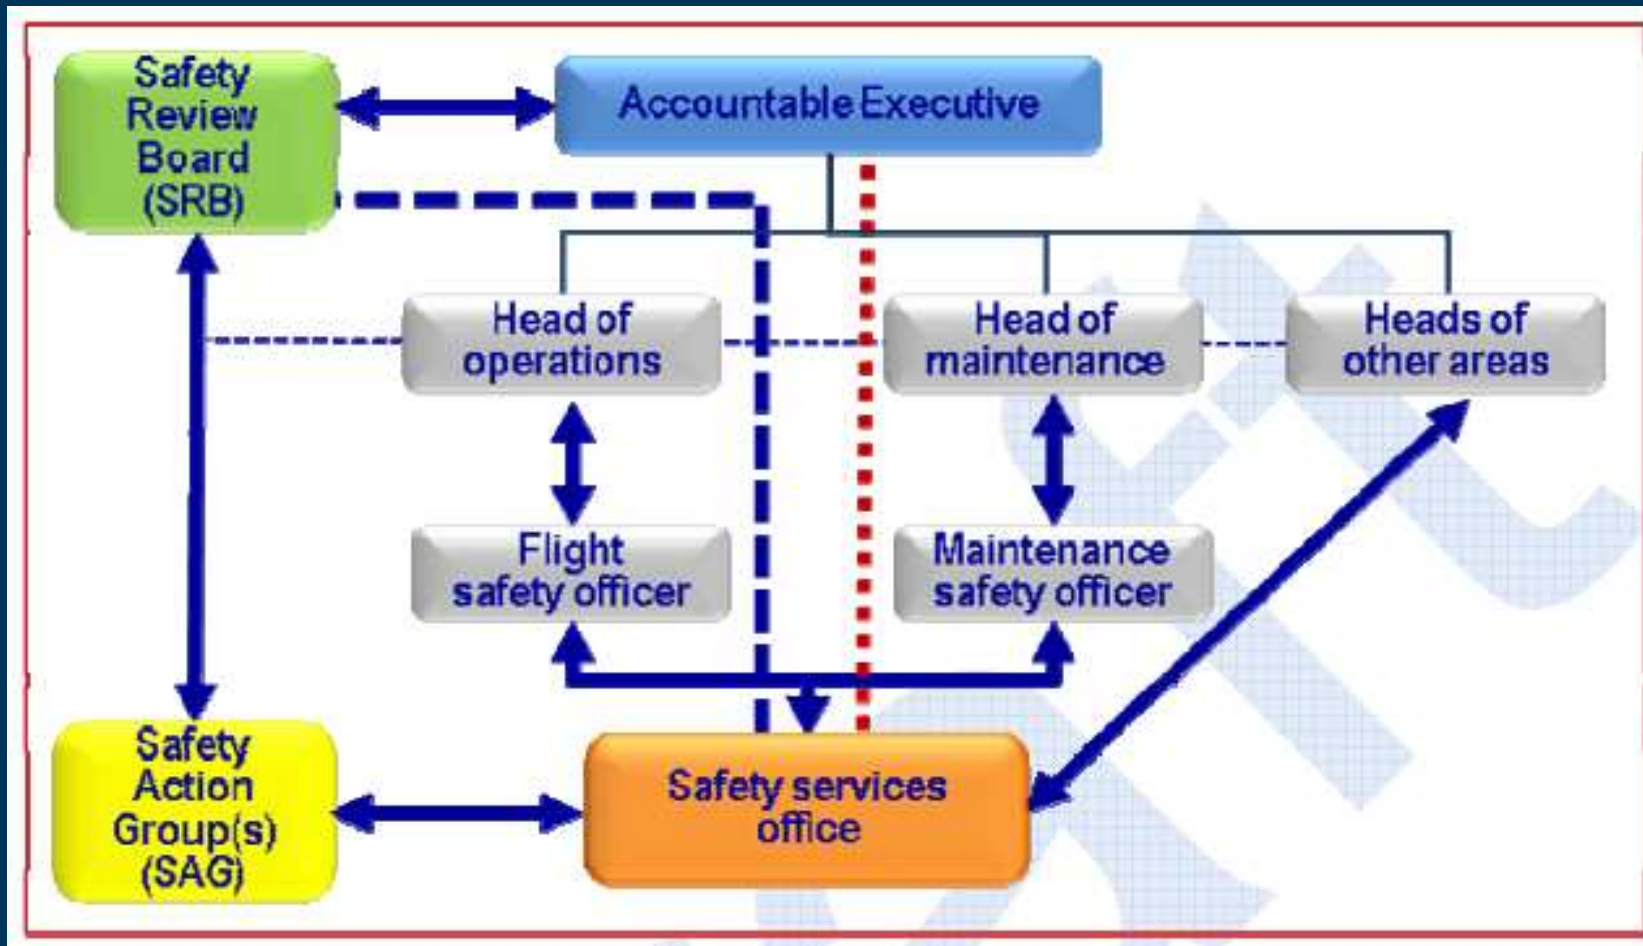 Safety
Review
Board
(SRB)
Accountable Executive
Head of
operations
Head of
maintenance
Heads of
other areas
Flight
safety officer
Maintenance
safety officer
Safety
Action
Group(s)
(SAG)
Safety services
office